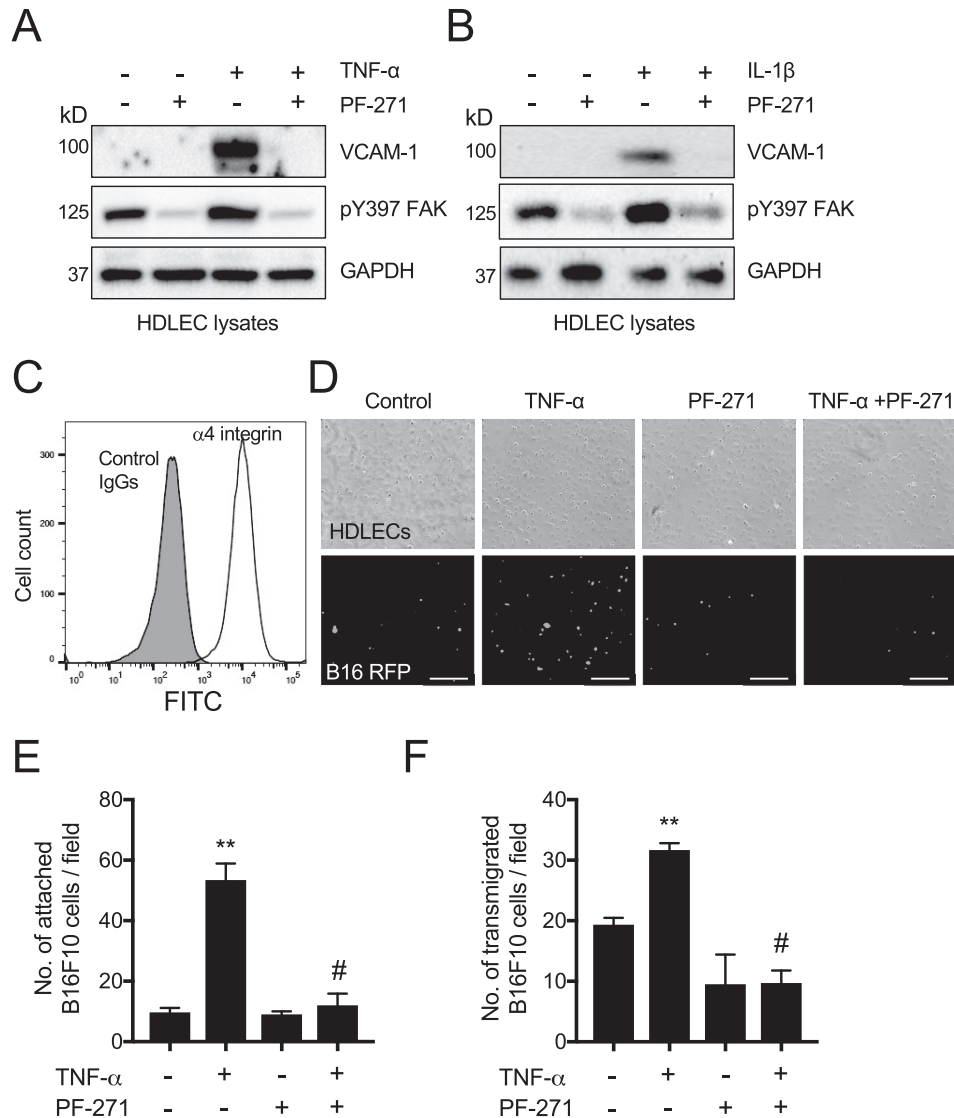 A
- - + + TNF-α
- + - + PF-271
kD
100 VCAM-1
125 pY397 FAK
37 GAPDH
HDLEC lysates
B
- - + + IL-1β
- + - + PF-271
kD
100 VCAM-1
125 pY397 FAK
37 GAPDH
HDLEC lysates
C
α4 integrin
Control
IgGs
Cell count
300
200
100
0
10⁰ 10¹ 10² 10³ 10⁴ 10⁵
FITC
D
Control TNF-α PF-271 TNF-α +PF-271
HDLECs
B16 RFP
E
No. of attached
B16F10 cells / field
80
60
40
20
0
**
#
TNF-α - + - +
PF-271 - - + +
F
No. of transmigrated
B16F10 cells / field
40
30
20
10
0
**
#
TNF-α - + - +
PF-271 - - + +